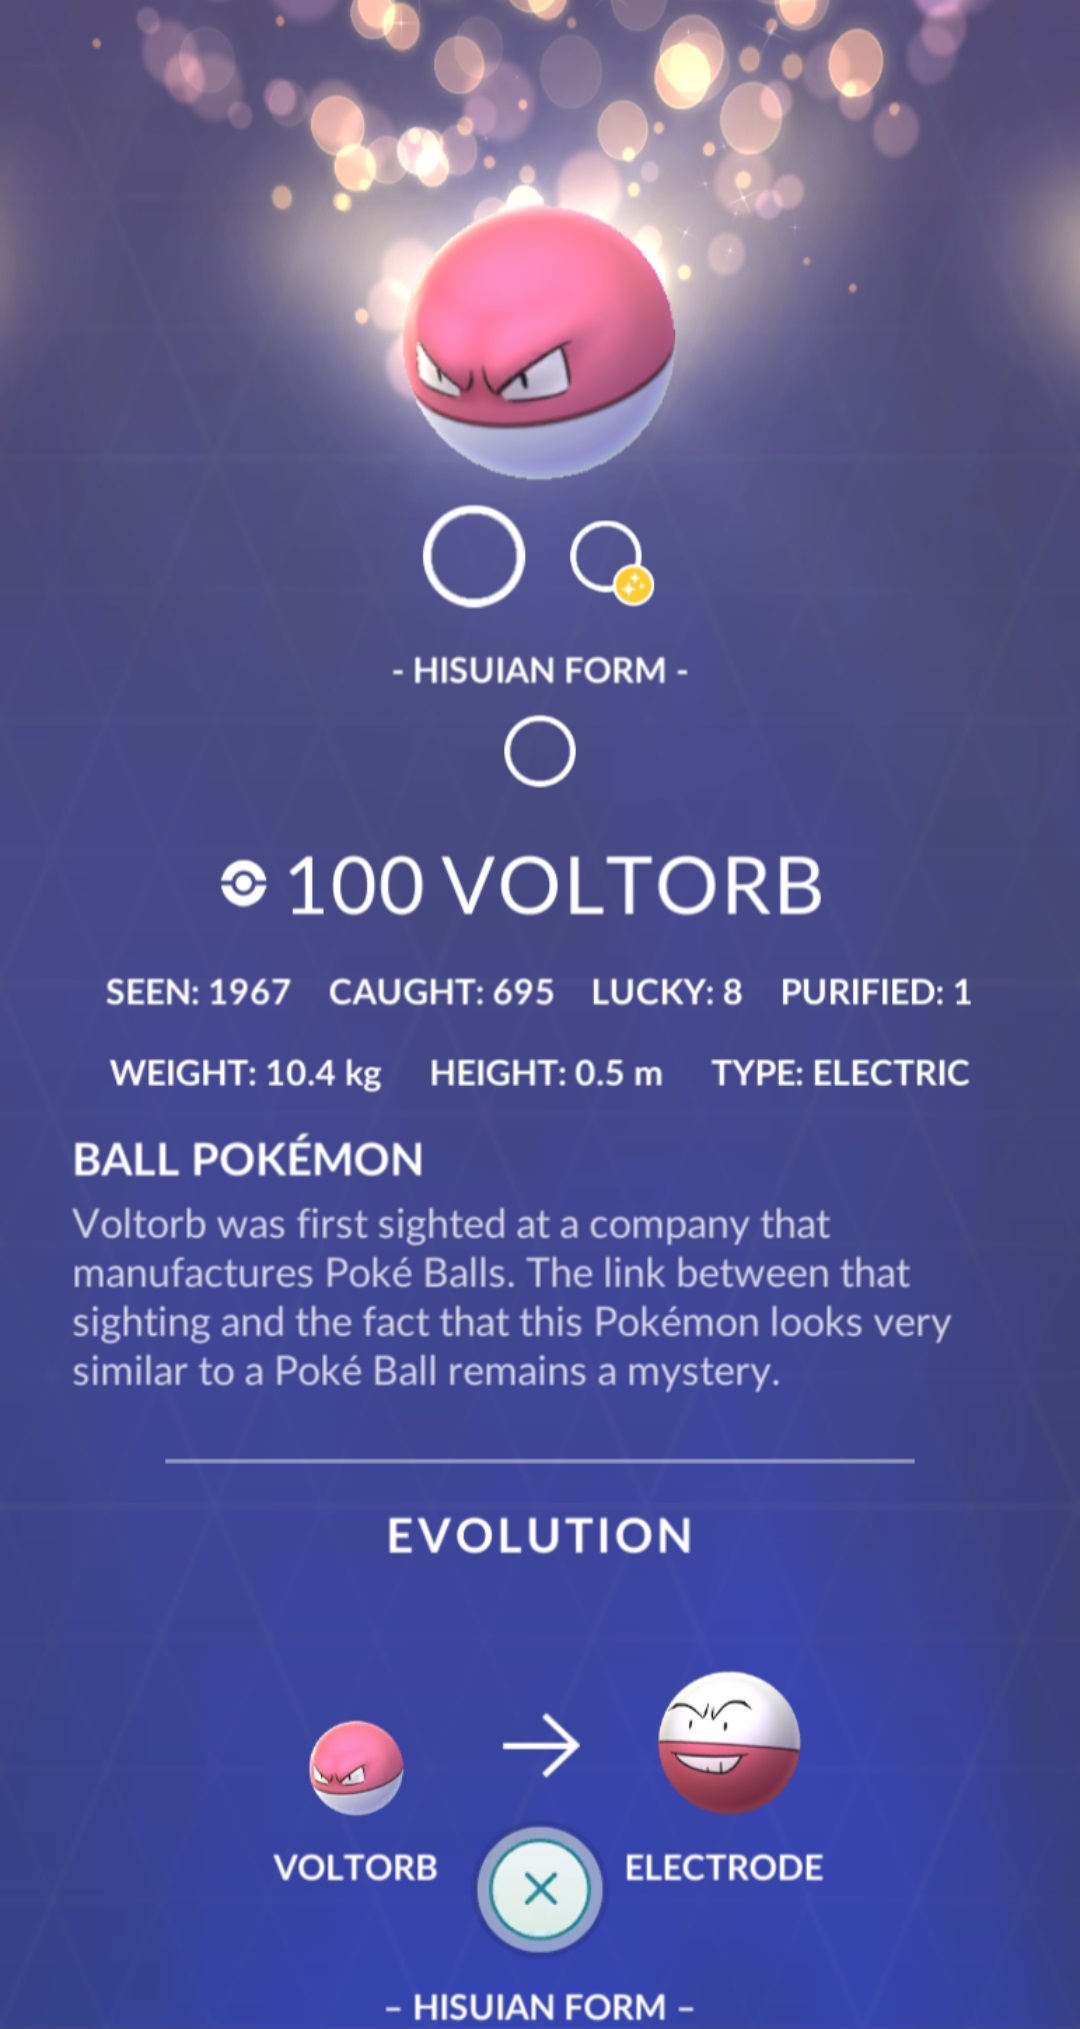 - HISUIAN FORM -
100 VOLTORB
SEEN: 1967 CAUGHT: 695 LUCKY: 8 PURIFIED: 1
WEIGHT: 10.4 kg HEIGHT: 0.5 m TYPE: ELECTRIC
BALL POKÉMON
Voltorb was first sighted at a company that
manufactures Poké Balls. The link between that
sighting and the fact that this Pokémon looks very
similar to a Poké Ball remains a mystery.
EVOLUTION
VOLTORB ELECTRODE
– HISUIAN FORM –